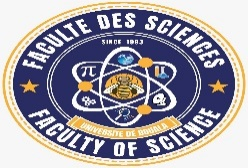 FACULTE DES SCIENCES
SINCE 1993
π
UNIVERSITE DE DOUALA
FACULTY OF SCIENCE